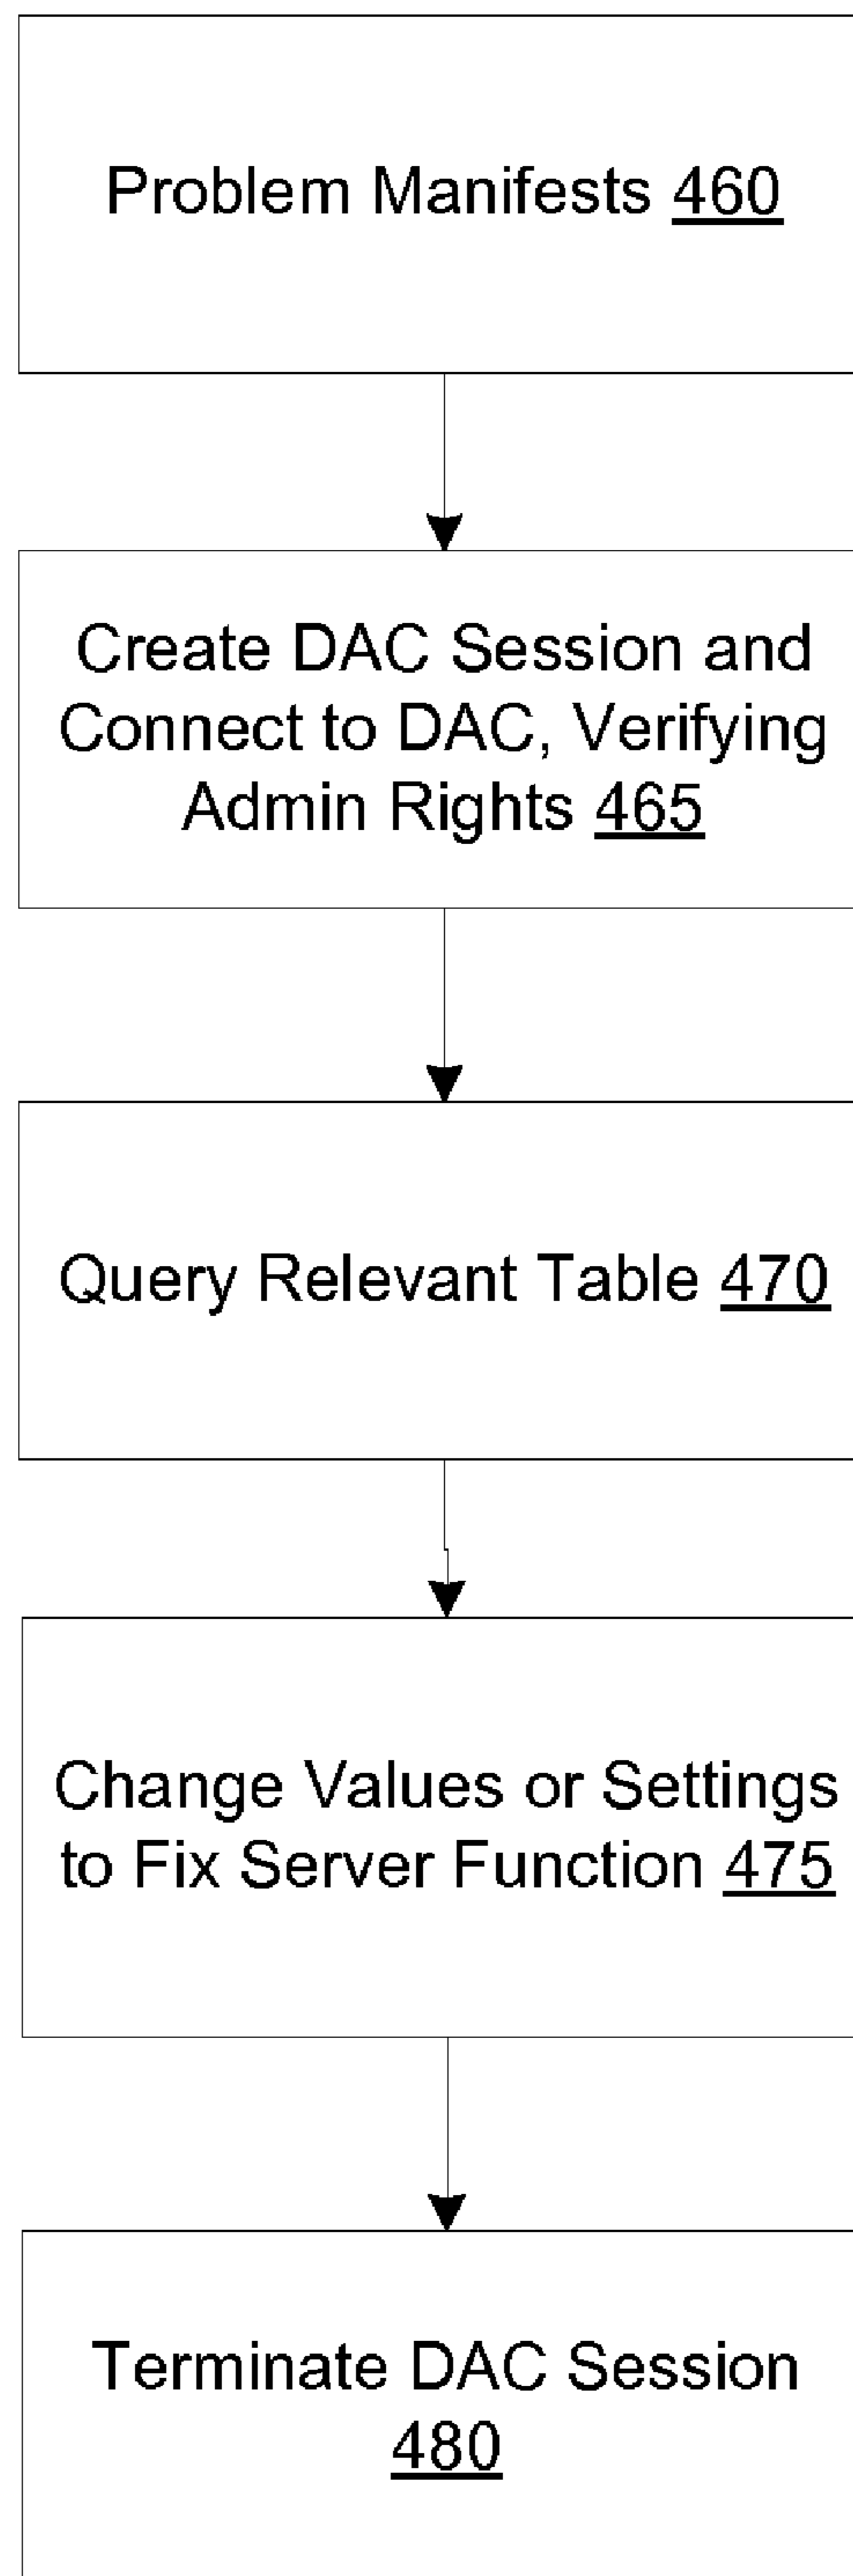 Problem Manifests 460
Create DAC Session and
Connect to DAC, Verifying
Admin Rights 465
Query Relevant Table 470
Change Values or Settings
to Fix Server Function 475
Terminate DAC Session
480